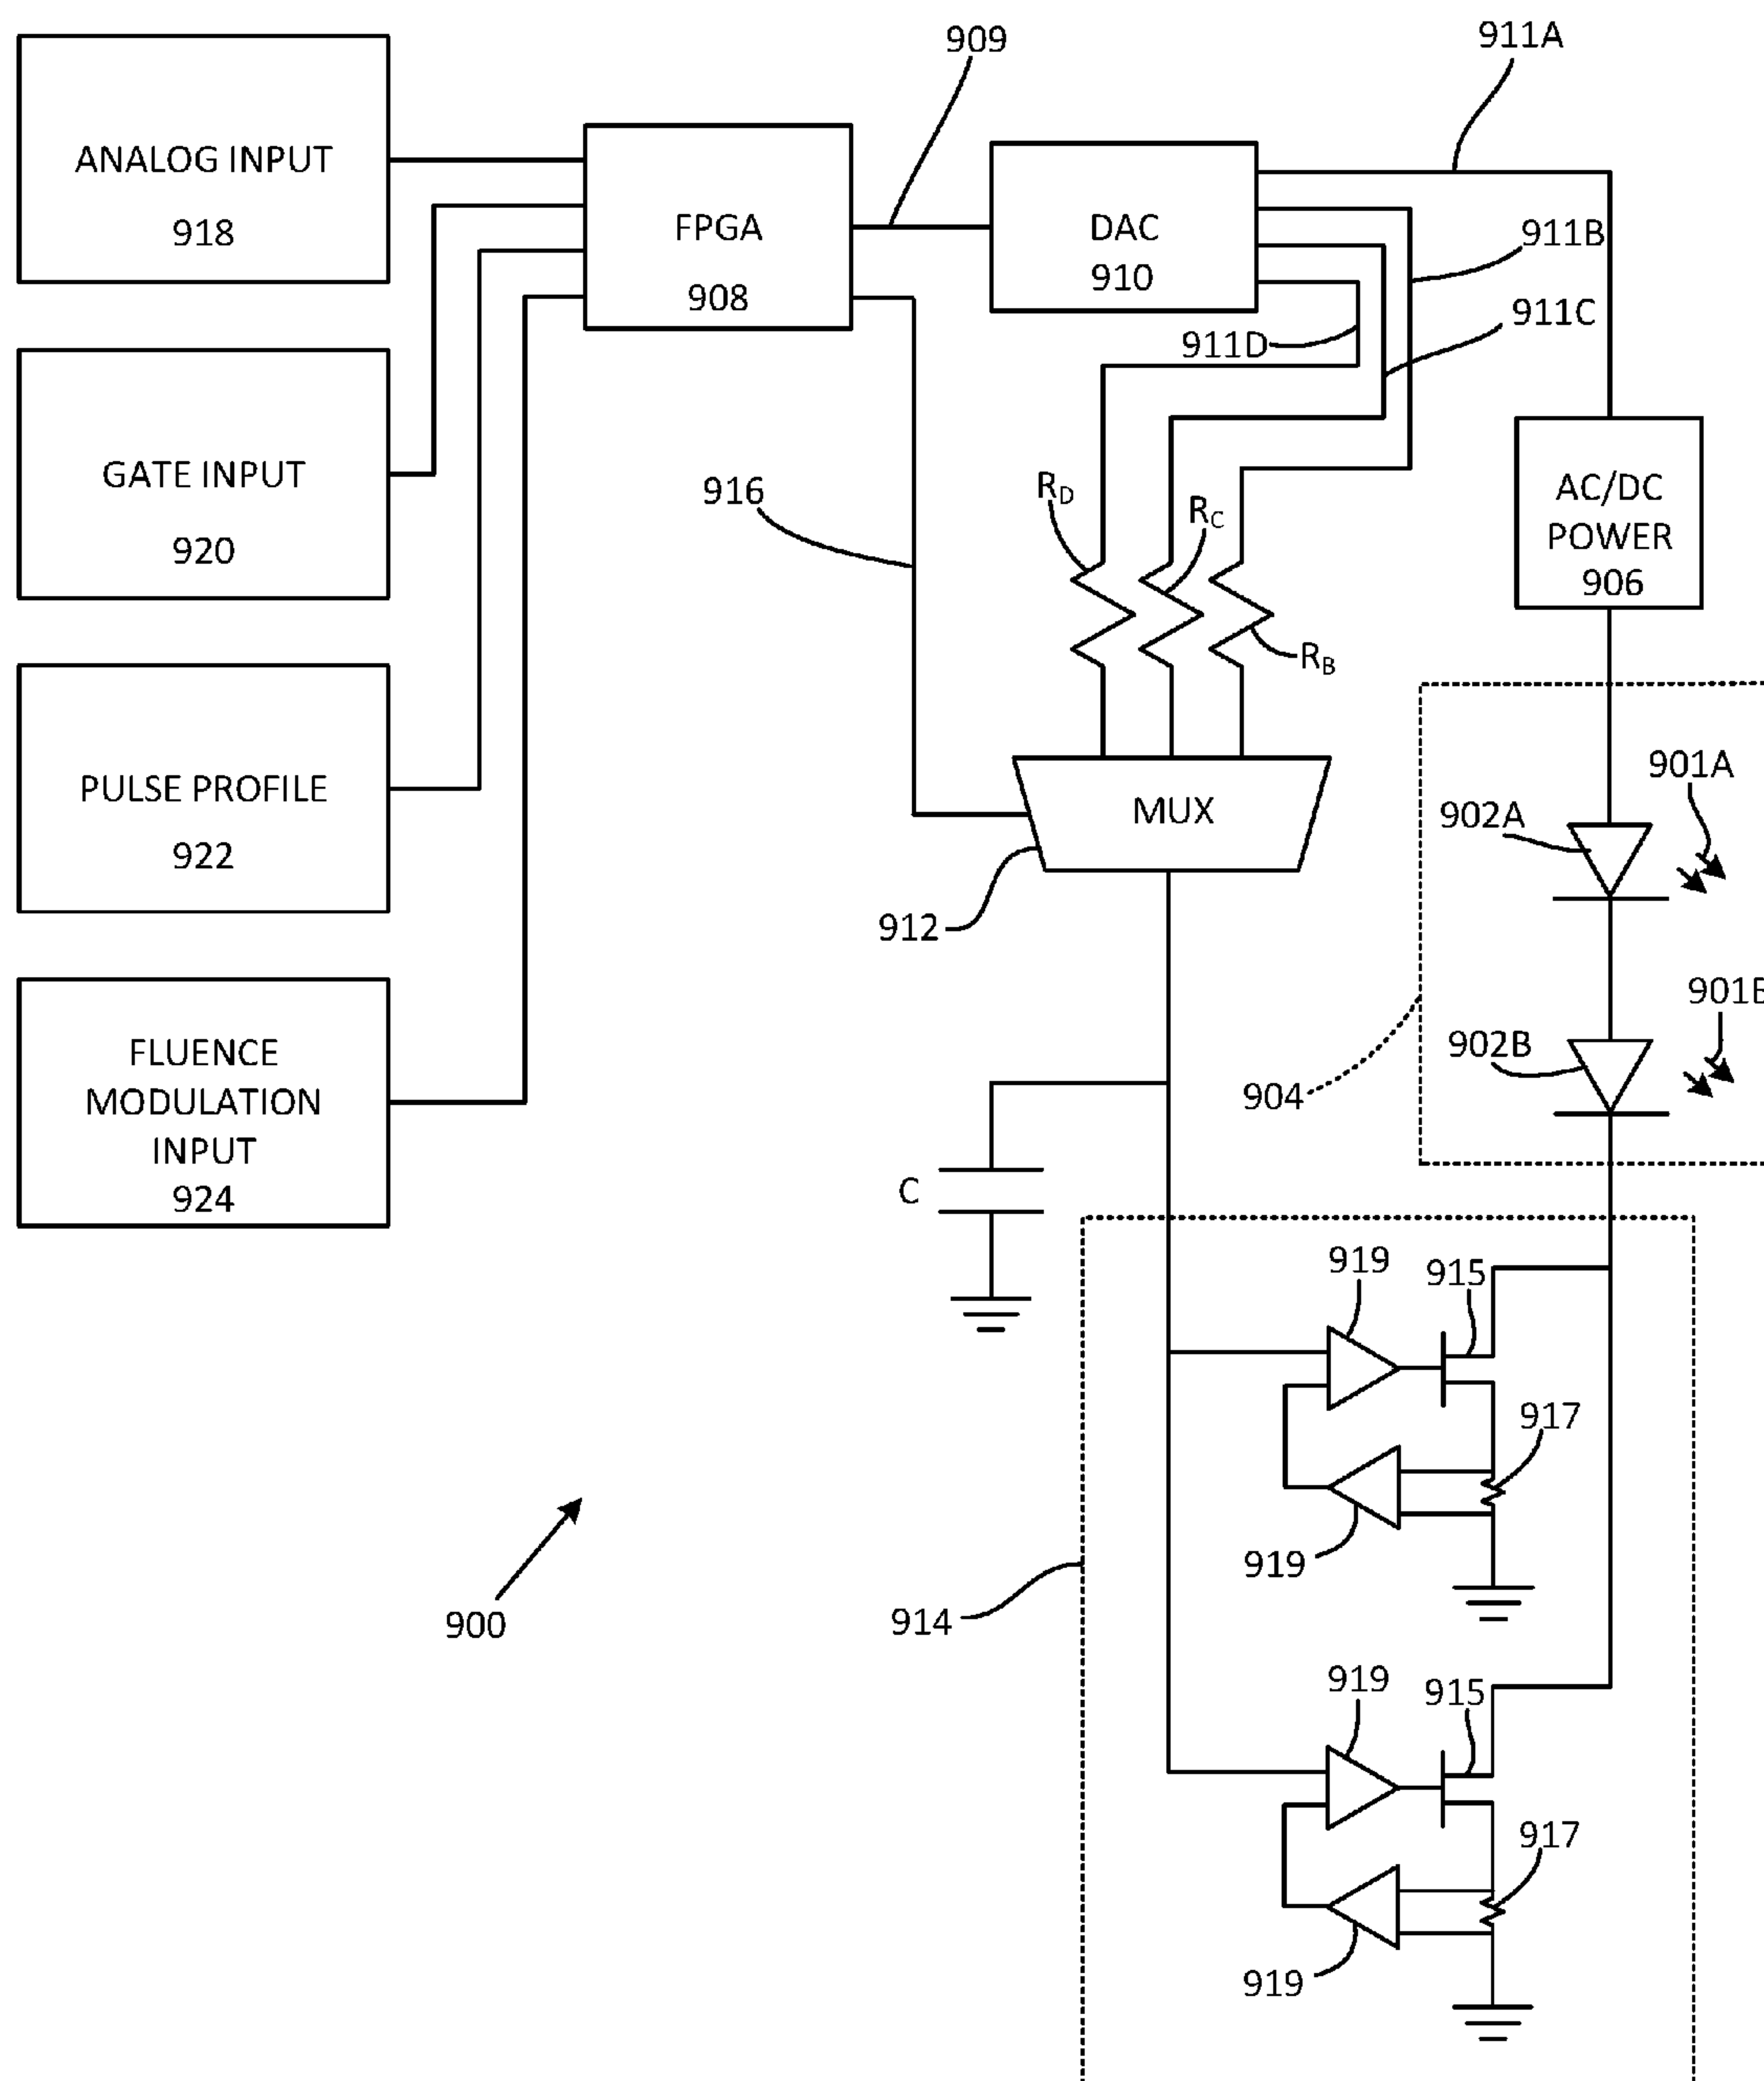 909
911A
ANALOG INPUT
918
FPGA
908
DAC
910
911B
911C
911D
GATE INPUT
920
916
RD
RC
RB
AC/DC
POWER
906
PULSE PROFILE
922
MUX
912
901A
902A
901B
902B
904
FLUENCE
MODULATION
INPUT
924
C
919
915
917
919
914
900
919
915
917
919